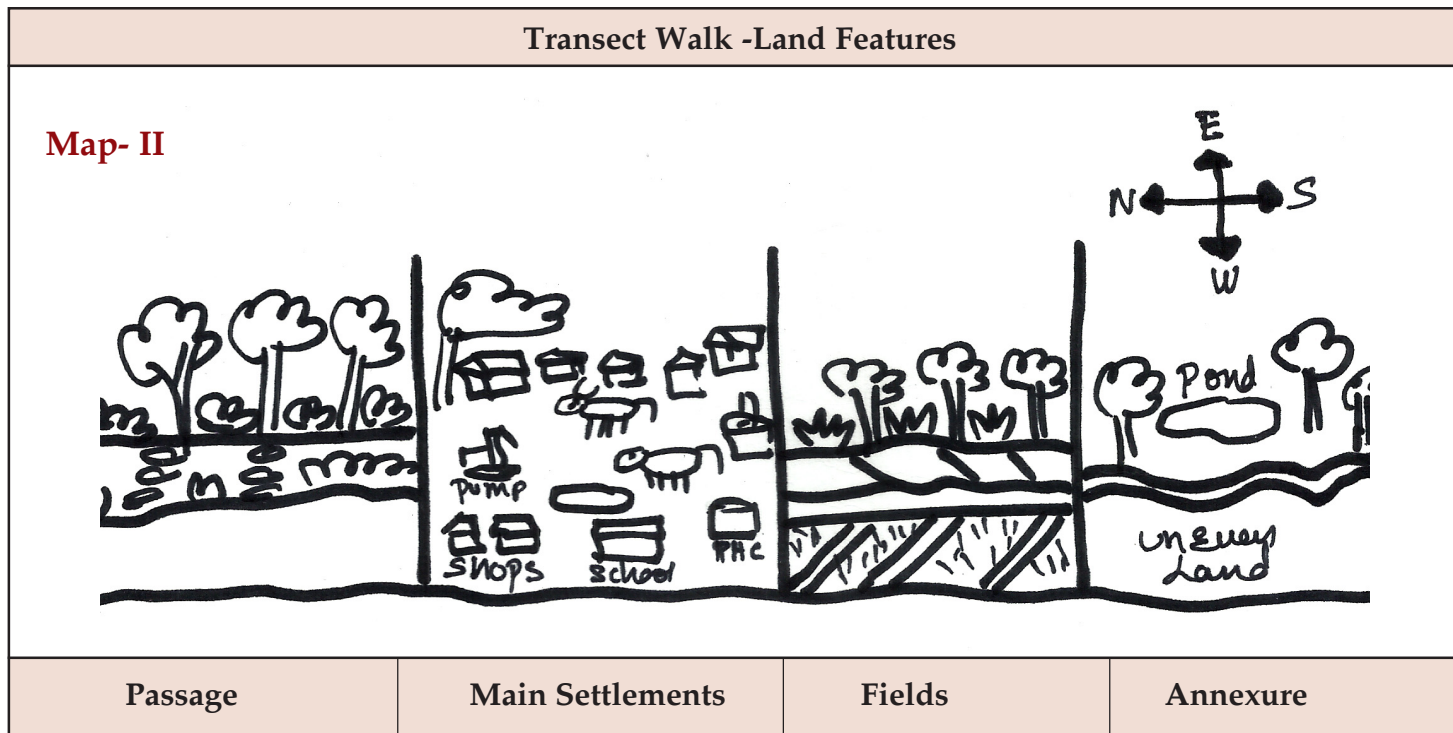 Transect Walk -Land Features
Map- II
E
N S
W
Pond
Pump
Shops School PHC
unEven
Land
Passage Main Settlements Fields Annexure